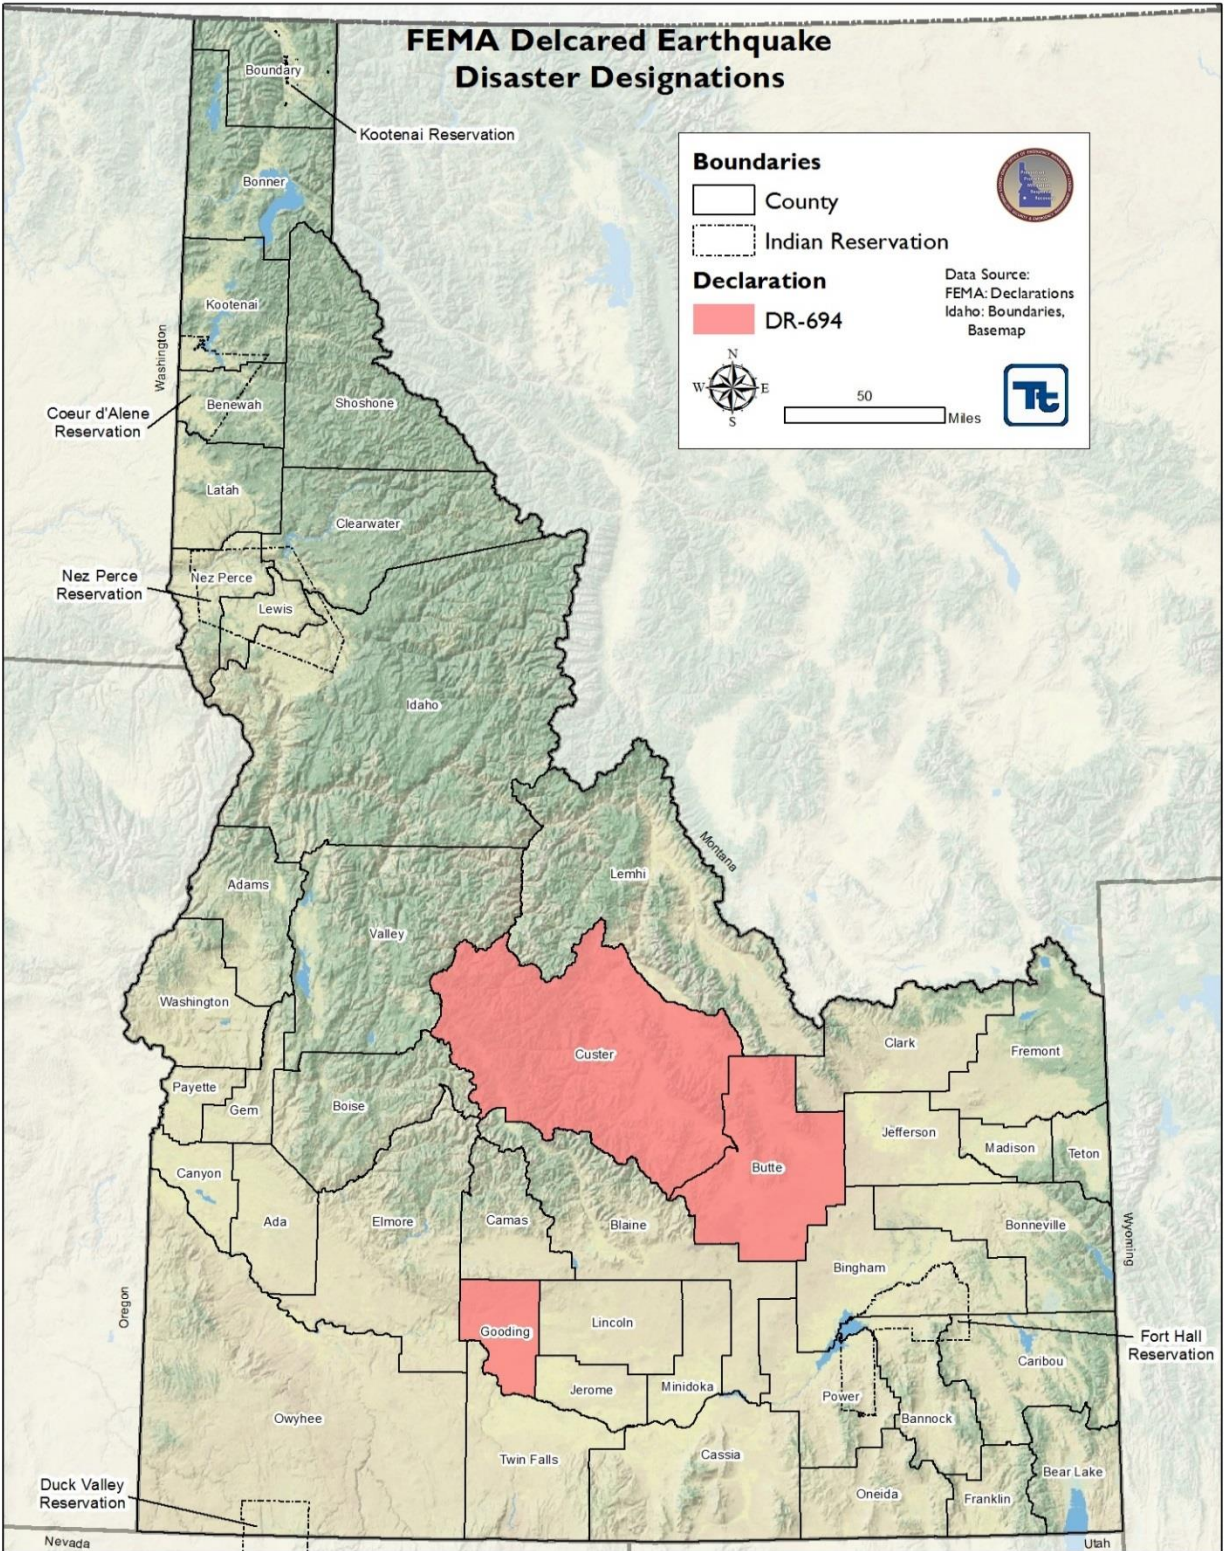 FEMA Delcared Earthquake
Disaster Designations
Boundaries
County
Indian Reservation
Declaration
DR-694
Data Source:
FEMA: Declarations
Idaho: Boundaries,
Basemap
N
W
E
S
50
Miles
Tt
Boundary
Kootenai Reservation
Bonner
Kootenai
Washington
Coeur d'Alene
Reservation
Benewah
Shoshone
Latah
Clearwater
Nez Perce
Reservation
Nez Perce
Lewis
Idaho
Montana
Lemhi
Adams
Valley
Washington
Custer
Clark
Fremont
Payette
Gem
Boise
Jefferson
Madison
Teton
Canyon
Butte
Ada
Elmore
Camas
Blaine
Bonneville
Wyoming
Bingham
Oregon
Gooding
Lincoln
Fort Hall
Reservation
Caribou
Jerome
Minidoka
Power
Owyhee
Bannock
Twin Falls
Cassia
Bear Lake
Duck Valley
Reservation
Oneida
Franklin
Nevada
Utah